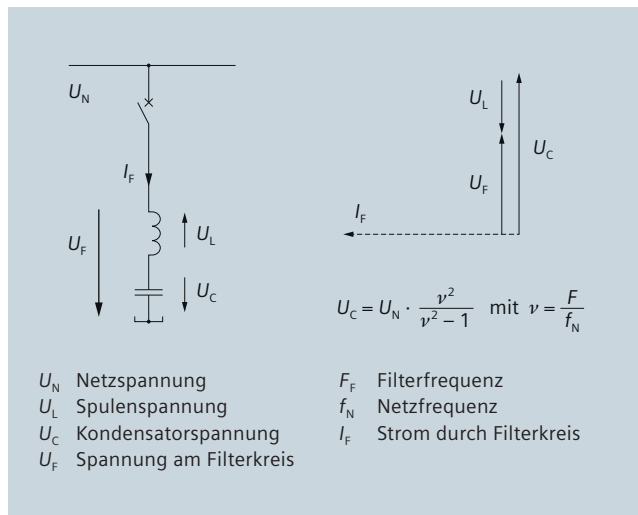 U_N
I_F
U_F
U_L
U_C
U_L
U_C
U_F
I_F
U_C = U_N · ν² / (ν² – 1) mit ν = F / f_N
U_N Netzspannung
U_L Spulenspannung
U_C Kondensatorspannung
U_F Spannung am Filterkreis
F_F Filterfrequenz
f_N Netzfrequenz
I_F Strom durch Filterkreis